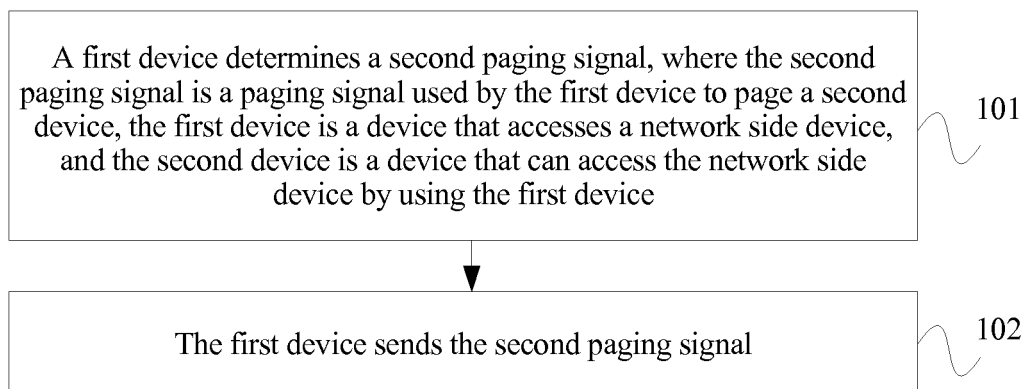 A first device determines a second paging signal, where the second
paging signal is a paging signal used by the first device to page a second
device, the first device is a device that accesses a network side device,
and the second device is a device that can access the network side
device by using the first device
101
The first device sends the second paging signal
102